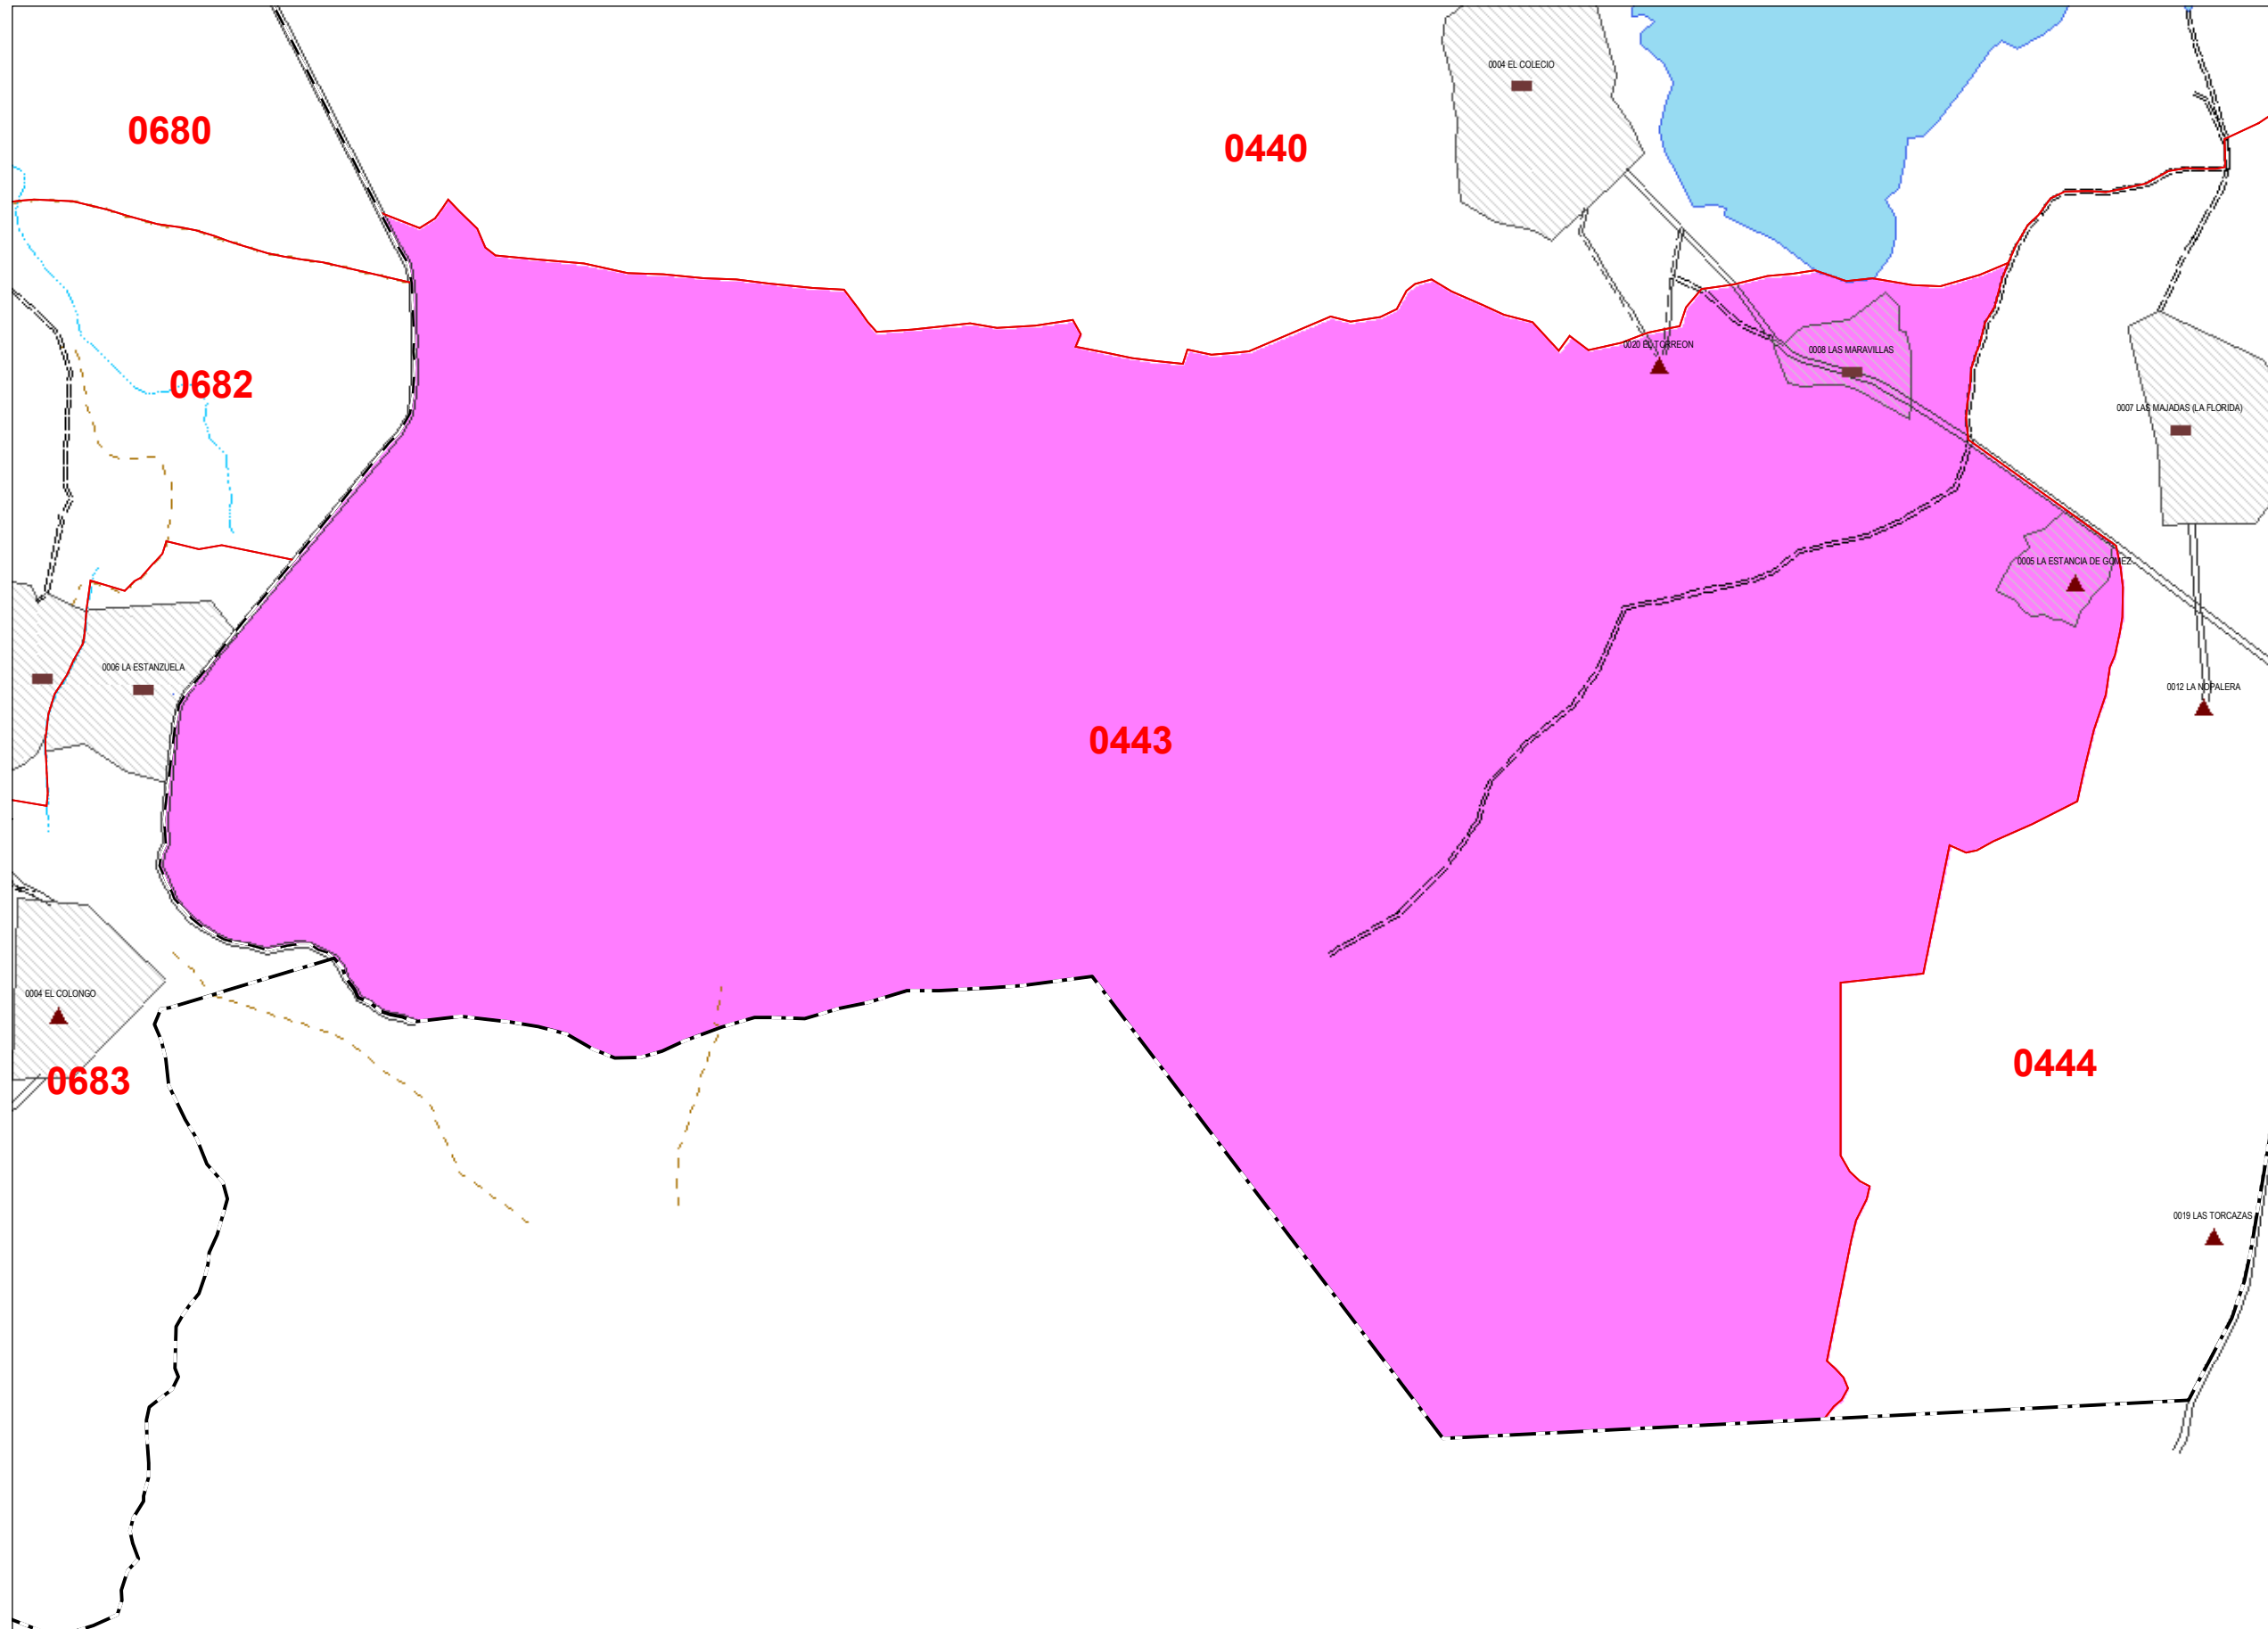 0004 EL COLECIO
0680
0440
0020 EL TORREON
0008 LAS MARAVILLAS
0682
0007 LAS MAJADAS (LA FLORIDA)
0005 LA ESTANCIA DE GOMEZ
0006 LA ESTANZUELA
0012 LA NOPALERA
0443
0004 EL COLONGO
0444
0683
0019 LAS TORCAZAS